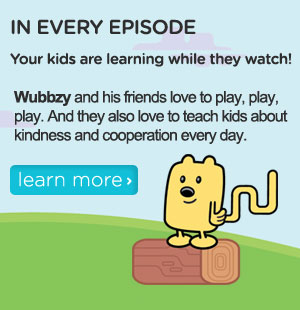 IN EVERY EPISODE
Your kids are learning while they watch!
Wubbzy and his friends love to play, play,
play. And they also love to teach kids about
kindness and cooperation every day.
learn more ›